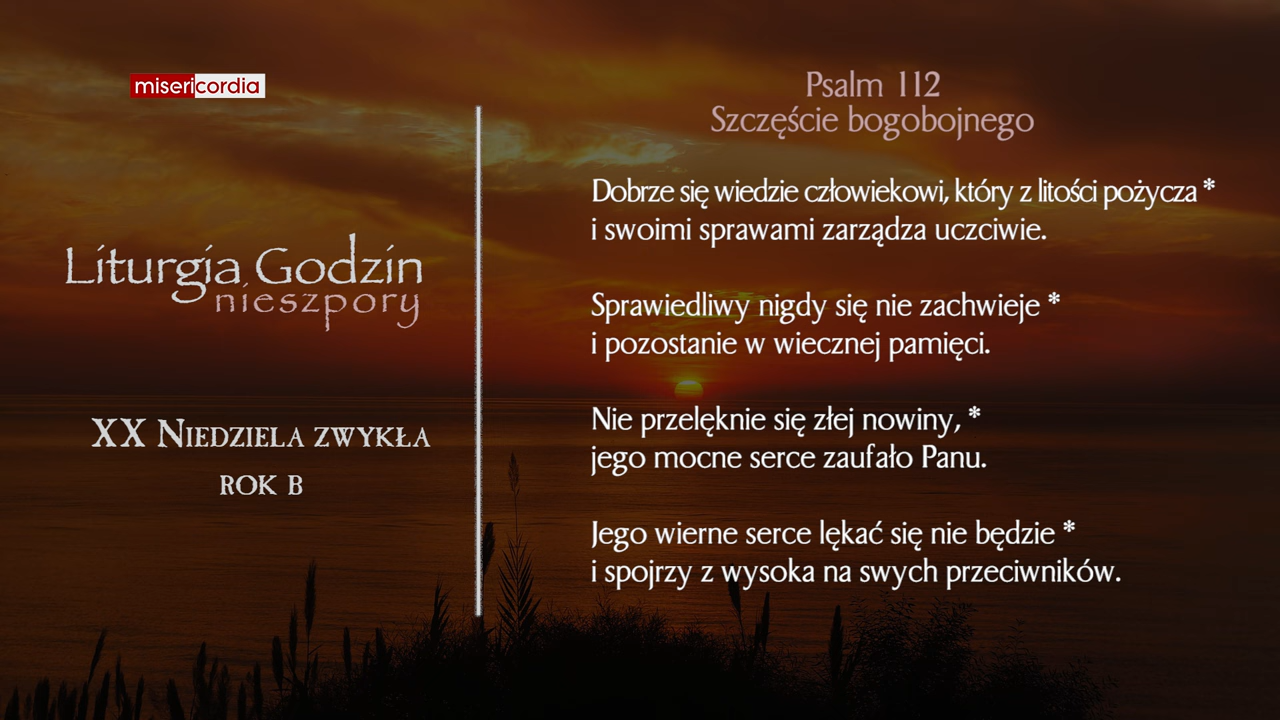 misericordia
Liturgia Godzin
nieszpory
XX Niedziela zwykła
rok B
Psalm 112
Szczęście bogobojnego
Dobrze się wiedzie człowiekowi, który z litości pożycza *
i swoimi sprawami zarządza uczciwie.
Sprawiedliwy nigdy się nie zachwieje *
i pozostanie w wiecznej pamięci.
Nie przelęknie się złej nowiny, *
jego mocne serce zaufało Panu.
Jego wierne serce lękać się nie będzie *
i spojrzy z wysoka na swych przeciwników.